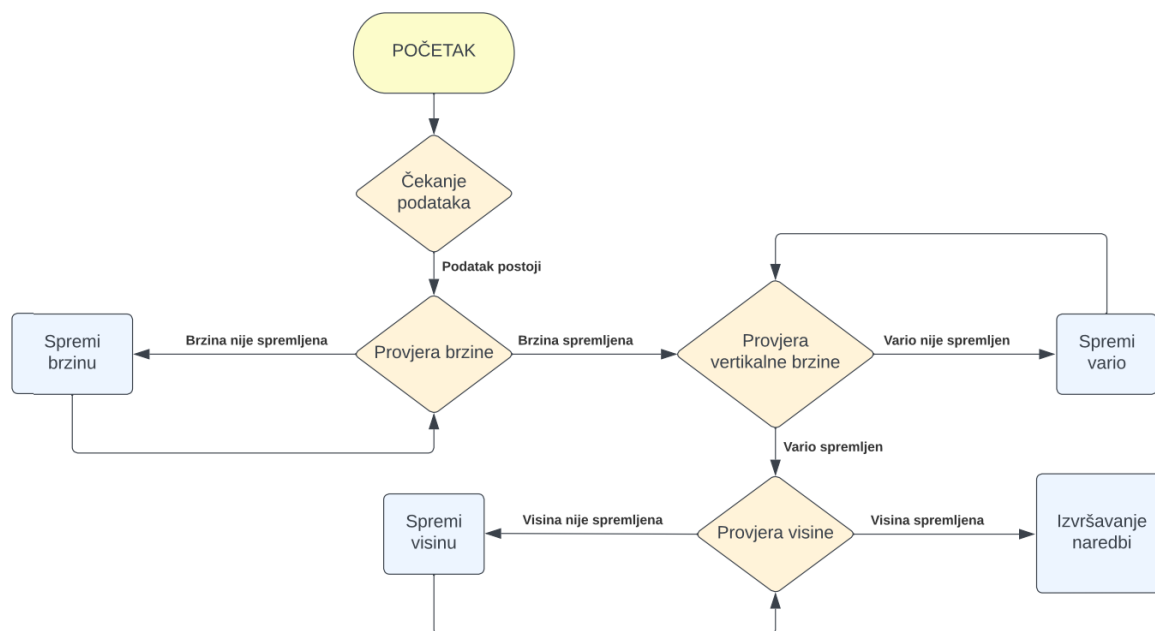 POČETAK
Čekanje
podataka
Podatak postoji
Spremi
brzinu
Brzina nije spremljena
Provjera brzine
Brzina spremljena
Provjera
vertikalne brzine
Vario nije spremljen
Spremi
vario
Vario spremljen
Spremi
visinu
Visina nije spremljena
Provjera visine
Visina spremljena
Izvršavanje
naredbi